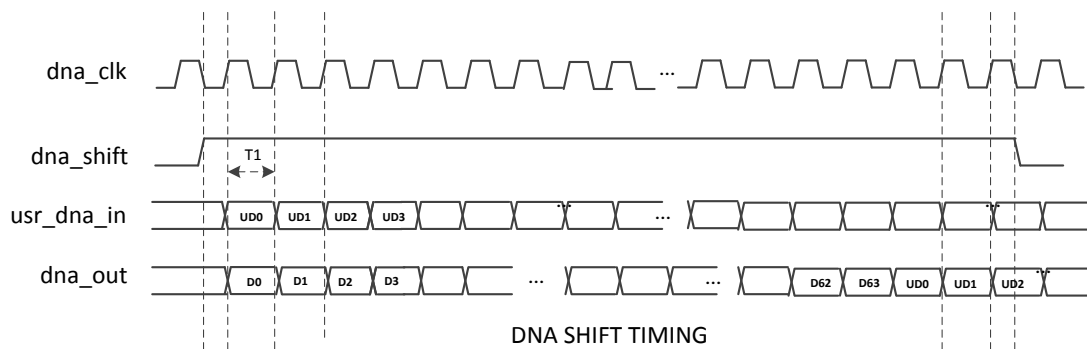 dna_clk ...
dna_shift
T1
usr_dna_in UD0 UD1 UD2 UD3 ... ... ...
dna_out D0 D1 D2 D3 ... ... D62 D63 UD0 UD1 UD2 ...
DNA SHIFT TIMING